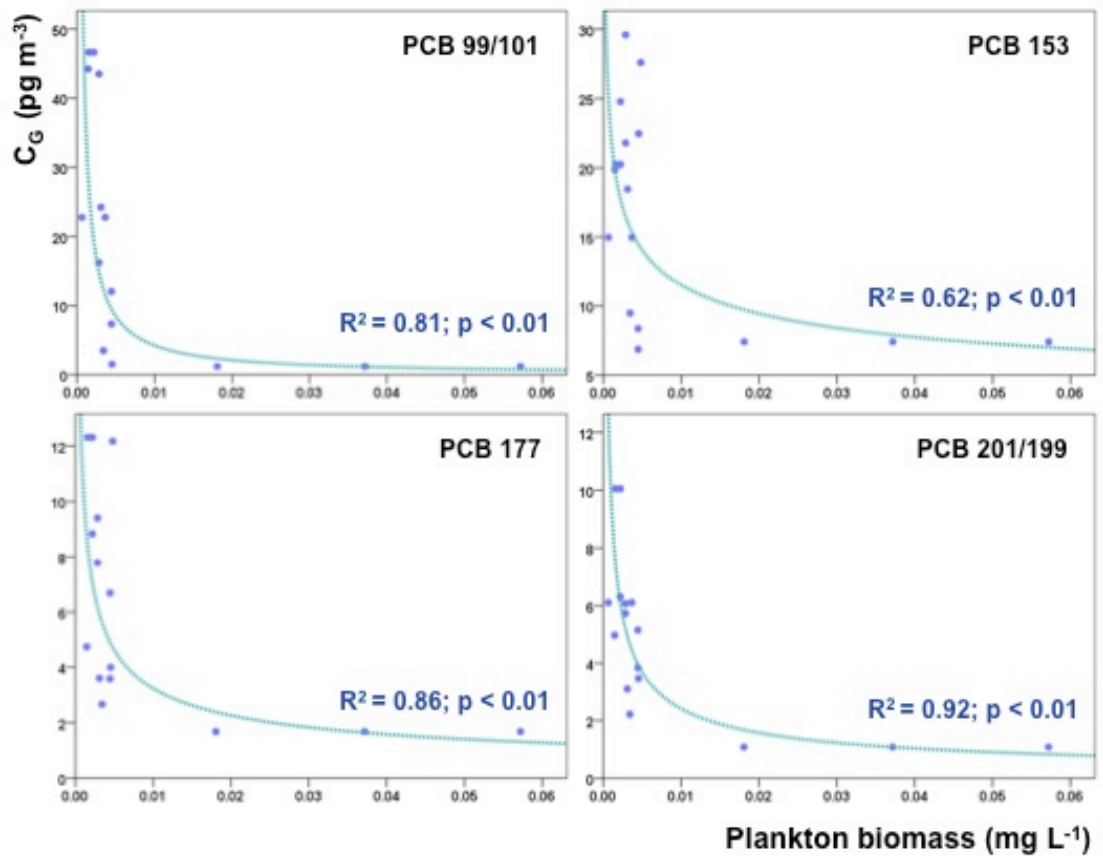 C_G (pg m⁻³)
PCB 99/101
50
40
30
20
10
0
R² = 0.81; p < 0.01
0.00 0.01 0.02 0.03 0.04 0.05 0.06
PCB 153
30
25
20
15
10
5
R² = 0.62; p < 0.01
0.00 0.01 0.02 0.03 0.04 0.05 0.06
PCB 177
12
10
8
6
4
2
0
R² = 0.86; p < 0.01
0.00 0.01 0.02 0.03 0.04 0.05 0.06
PCB 201/199
12
10
8
6
4
2
0
R² = 0.92; p < 0.01
0.00 0.01 0.02 0.03 0.04 0.05 0.06
Plankton biomass (mg L⁻¹)